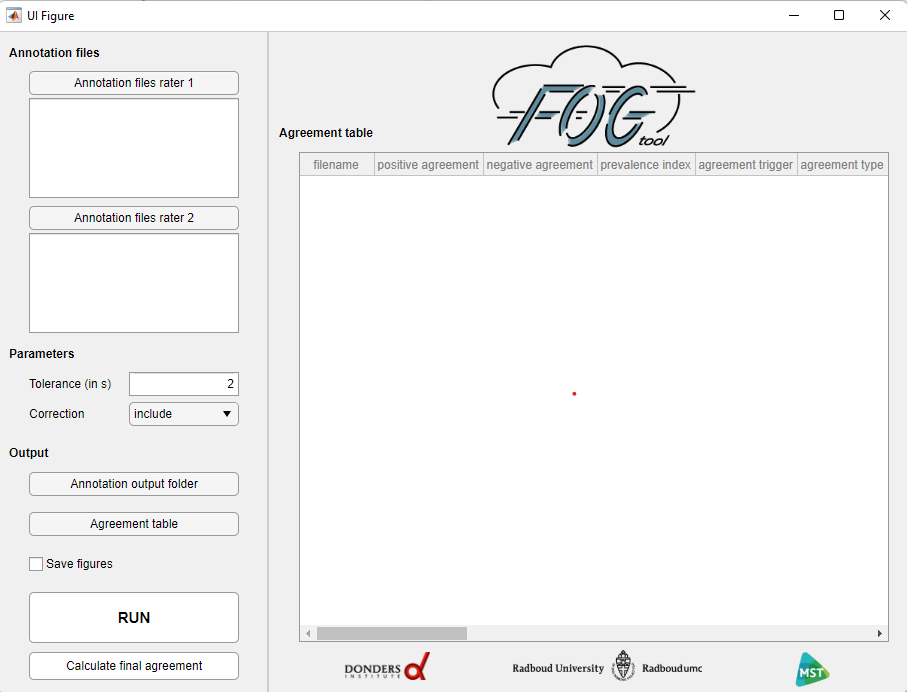 UI Figure
Annotation files
Annotation files rater 1
Annotation files rater 2
Parameters
Tolerance (in s) 2
Correction include
Output
Annotation output folder
Agreement table
Save figures
RUN
Calculate final agreement
FOG
tool
Agreement table
filename positive agreement negative agreement prevalence index agreement trigger agreement type
DONDERS
INSTITUTE
Radboud University Radboudumc
MST